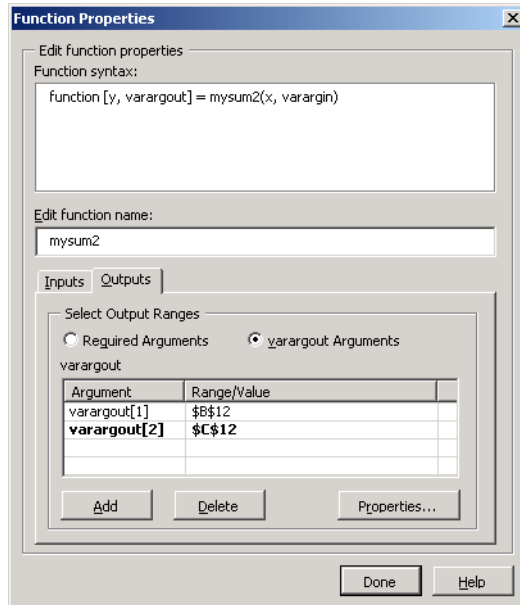 Function Properties
Edit function properties
Function syntax:
function [y, varargout] = mysum2(x, varargin)
Edit function name:
mysum2
Inputs Outputs
Select Output Ranges
Required Arguments varargout Arguments
varargout
Argument Range/Value
varargout[1] $B$12
varargout[2] $C$12
Add Delete Properties...
Done Help